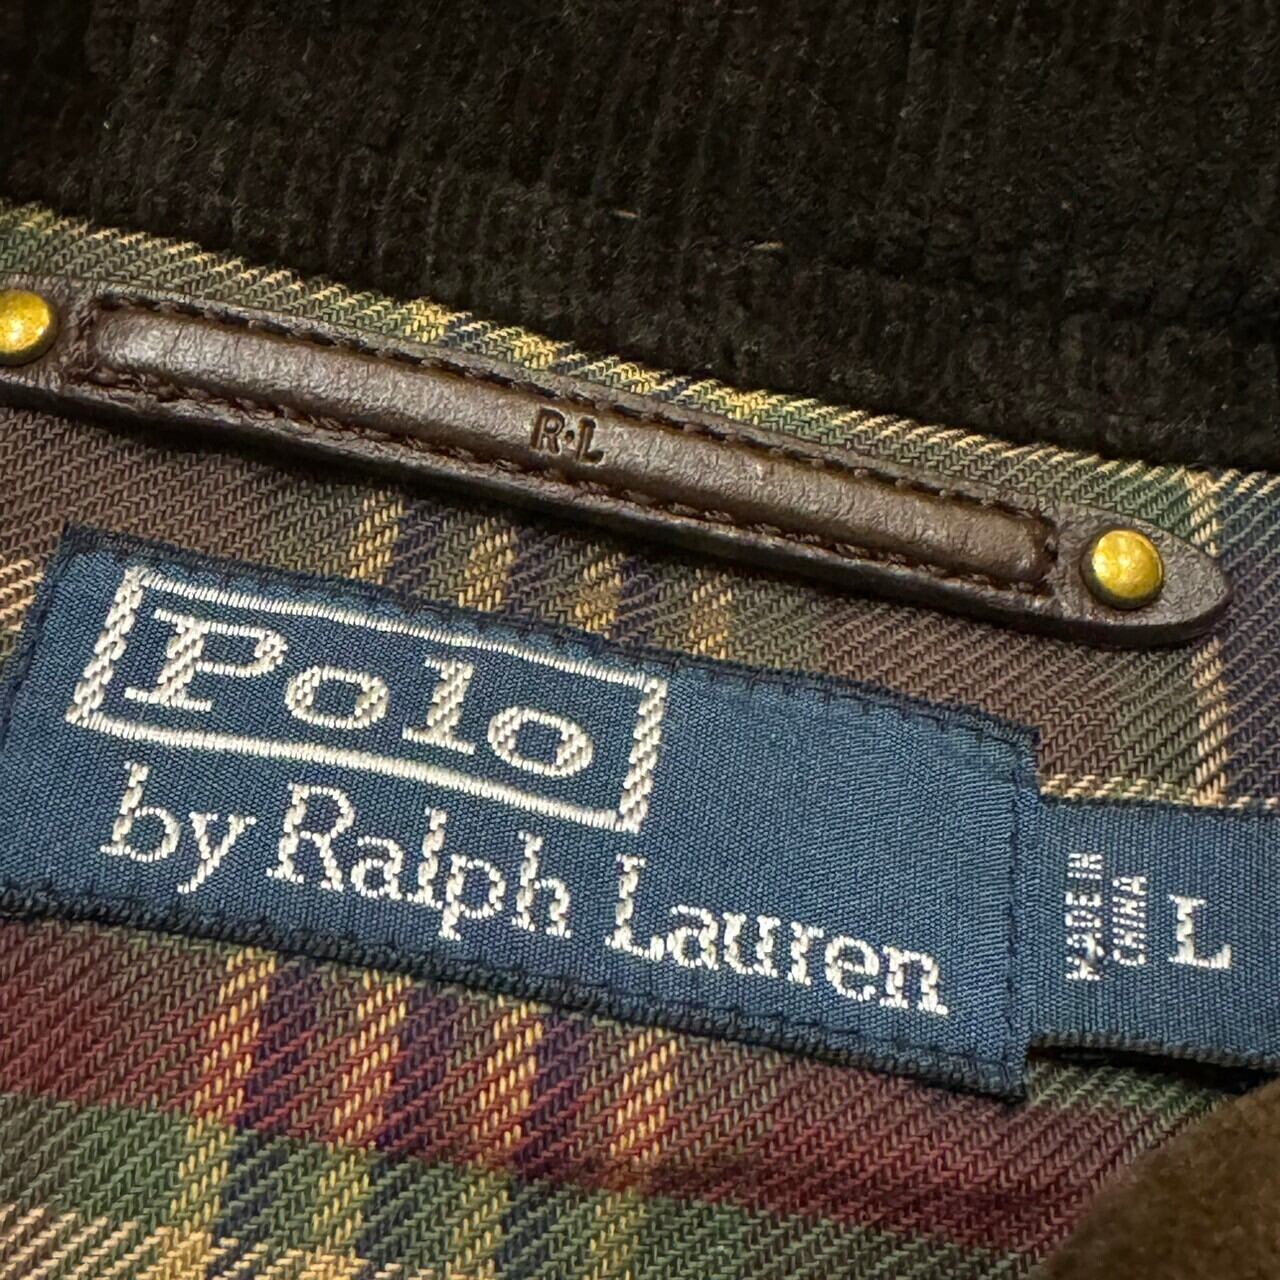 R·L
Polo
by Ralph Lauren
MADE IN
CHINA
L